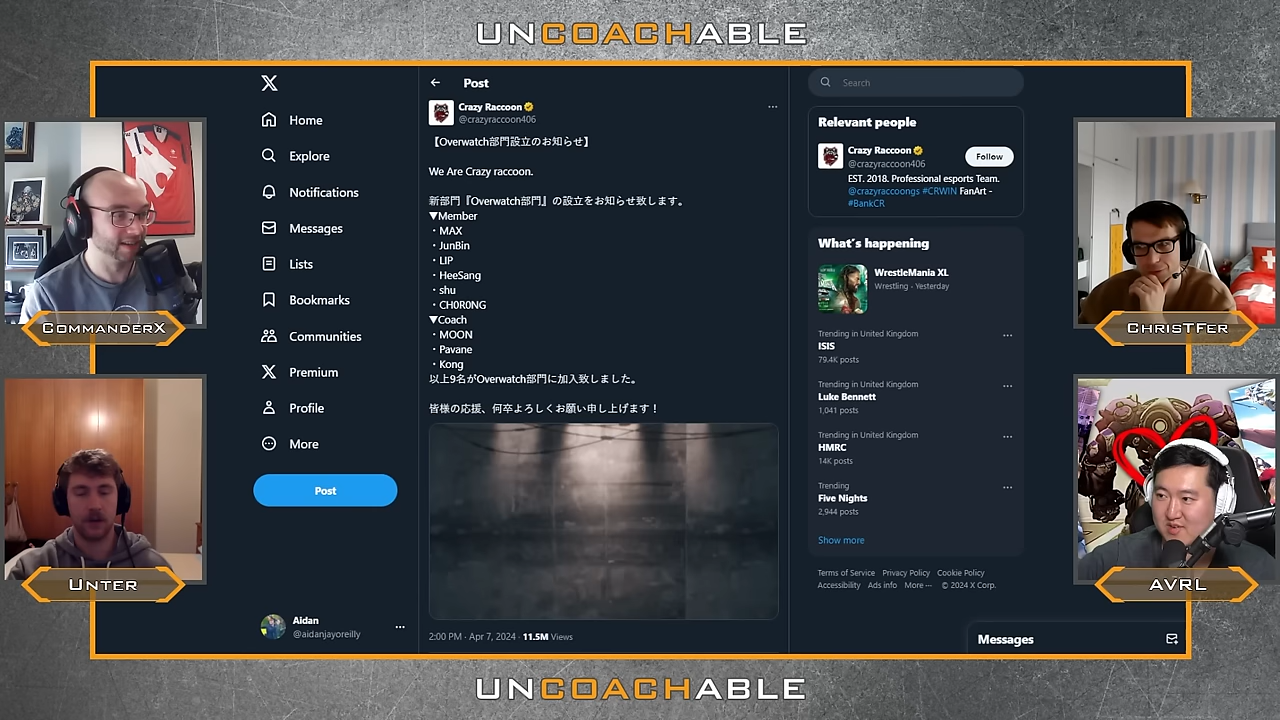 UNCOACHABLE
Post
Search
Crazy Raccoon
@crazyraccoon406
【Overwatch部門設立のお知らせ】
We Are Crazy raccoon.
新部門『Overwatch部門』の設立をお知らせ致します。
▼Member
・MAX
・JunBin
・LIP
・HeeSang
・shu
・CH0R0NG
▼Coach
・MOON
・Pavane
・Kong
以上9名がOverwatch部門に加入致しました。
皆様の応援、何卒よろしくお願い申し上げます！
2:00 PM · Apr 7, 2024 · 11.5M Views
Home
Explore
Notifications
Messages
Lists
Bookmarks
Communities
Premium
Profile
More
Post
Aidan
@aidanjayoreilly
Relevant people
Crazy Raccoon
@crazyraccoon406
Follow
EST. 2018. Professional esports Team.
@crazyraccoongs #CRWIN FanArt -
#BankCR
What's happening
WrestleMania XL
Wrestling · Yesterday
Trending in United Kingdom
ISIS
79.4K posts
Trending in United Kingdom
Luke Bennett
1,041 posts
Trending in United Kingdom
HMRC
14K posts
Trending
Five Nights
2,944 posts
Show more
Terms of Service Privacy Policy Cookie Policy
Accessibility Ads info More ··· © 2024 X Corp.
Messages
CommanderX
Unter
ChrisTFer
AVRL
UNCOACHABLE